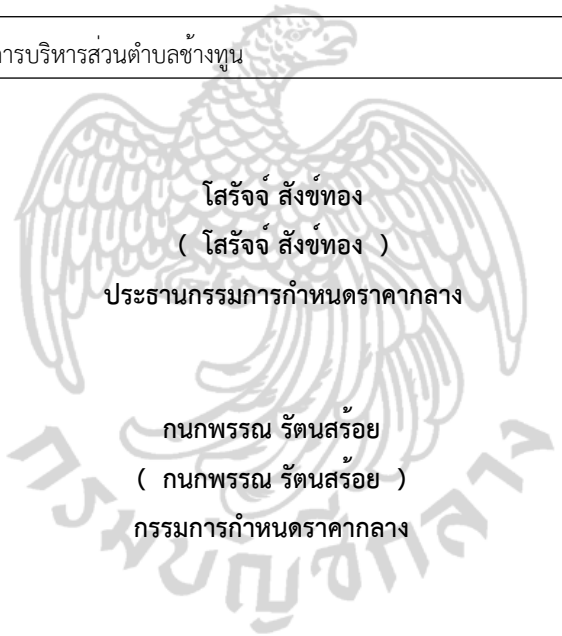 การบริหารส่วนตำบลช้างทูน
โสรัจจ์ สังข์ทอง
( โสรัจจ์ สังข์ทอง )
ประธานกรรมการกำหนดราคากลาง
กนกพรรณ รัตนสร้อย
( กนกพรรณ รัตนสร้อย )
กรรมการกำหนดราคากลาง
กรมบัญชีกลาง